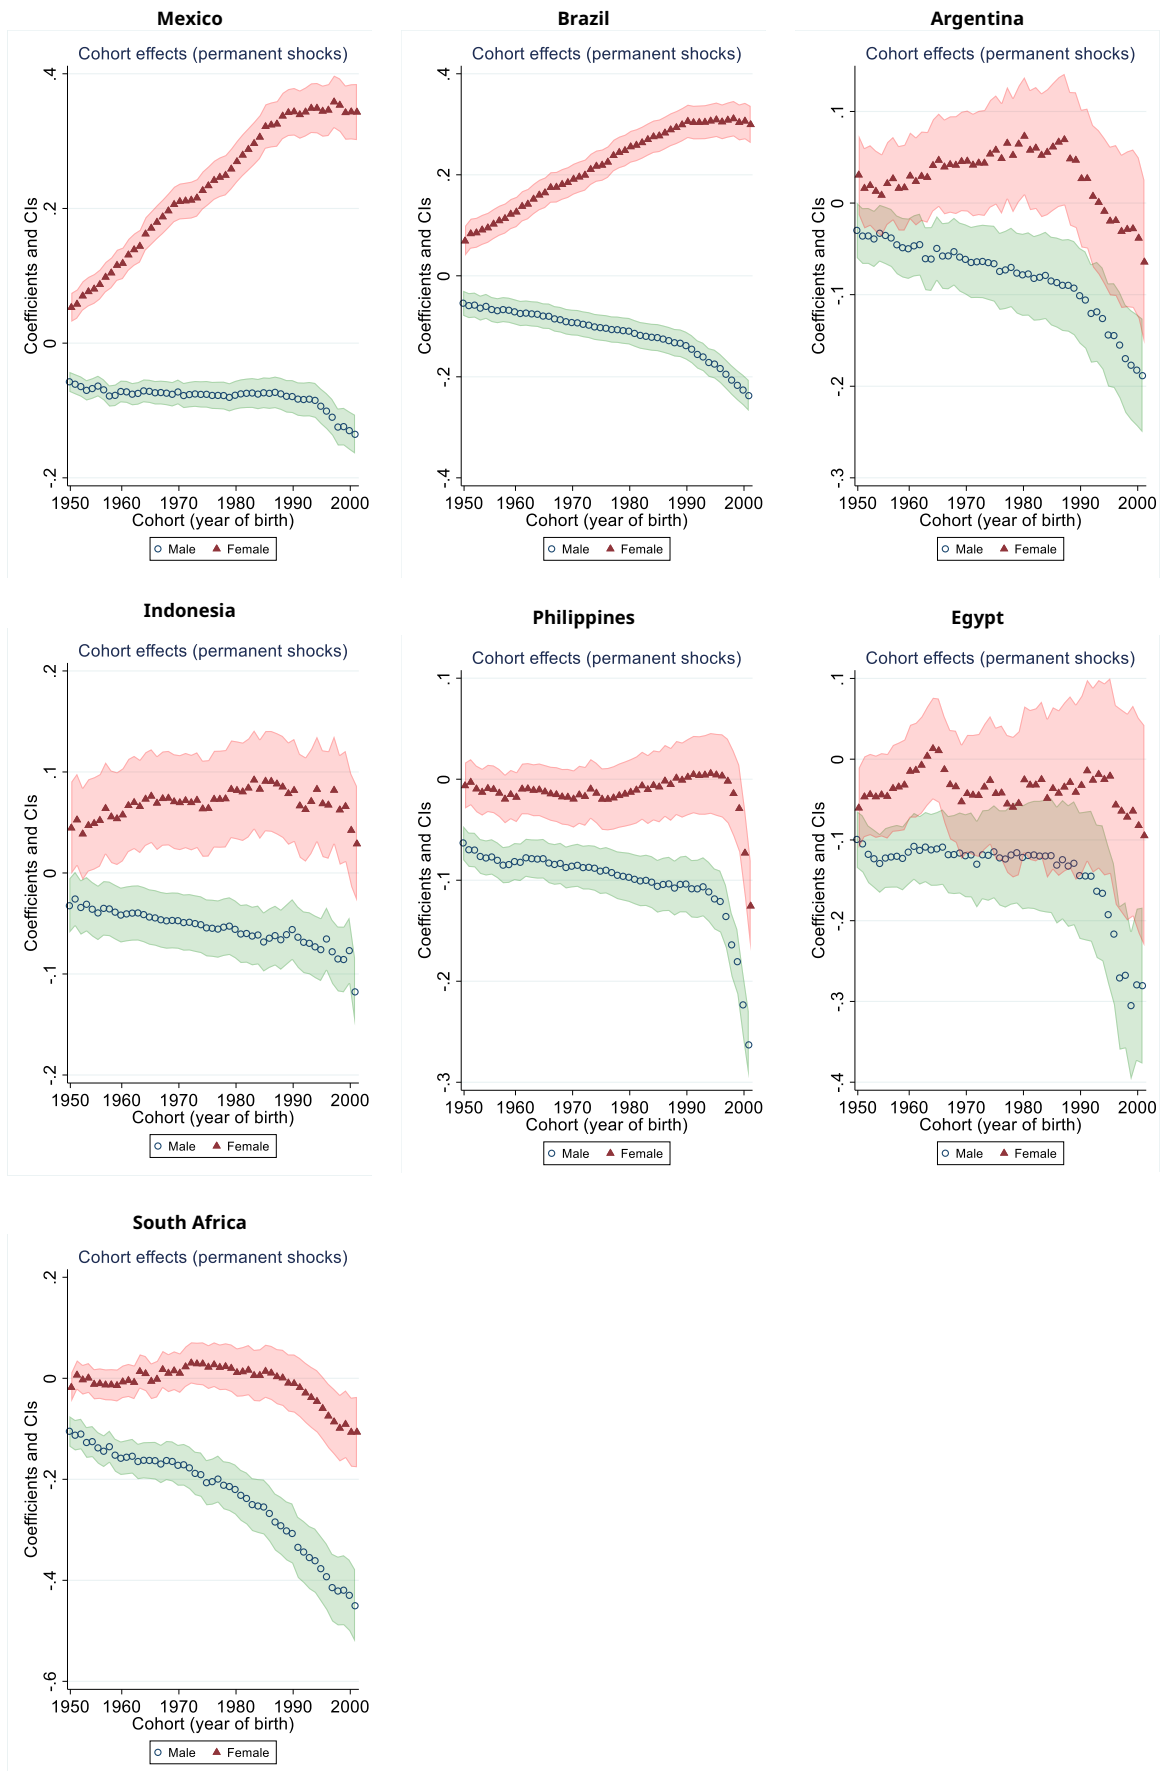 Mexico
Cohort effects (permanent shocks)
Coefficients and CIs
.4
.2
0
-.2
1950 1960 1970 1980 1990 2000
Cohort (year of birth)
Male Female
Brazil
Cohort effects (permanent shocks)
Coefficients and CIs
.4
.2
0
-.2
-.4
1950 1960 1970 1980 1990 2000
Cohort (year of birth)
Male Female
Argentina
Cohort effects (permanent shocks)
Coefficients and CIs
.1
0
-.1
-.2
-.3
1950 1960 1970 1980 1990 2000
Cohort (year of birth)
Male Female
Indonesia
Cohort effects (permanent shocks)
Coefficients and CIs
.2
.1
0
-.1
-.2
1950 1960 1970 1980 1990 2000
Cohort (year of birth)
Male Female
Philippines
Cohort effects (permanent shocks)
Coefficients and CIs
.1
0
-.1
-.2
-.3
1950 1960 1970 1980 1990 2000
Cohort (year of birth)
Male Female
Egypt
Cohort effects (permanent shocks)
Coefficients and CIs
.1
0
-.1
-.2
-.3
-.4
1950 1960 1970 1980 1990 2000
Cohort (year of birth)
Male Female
South Africa
Cohort effects (permanent shocks)
Coefficients and CIs
.2
0
-.2
-.4
-.6
1950 1960 1970 1980 1990 2000
Cohort (year of birth)
Male Female